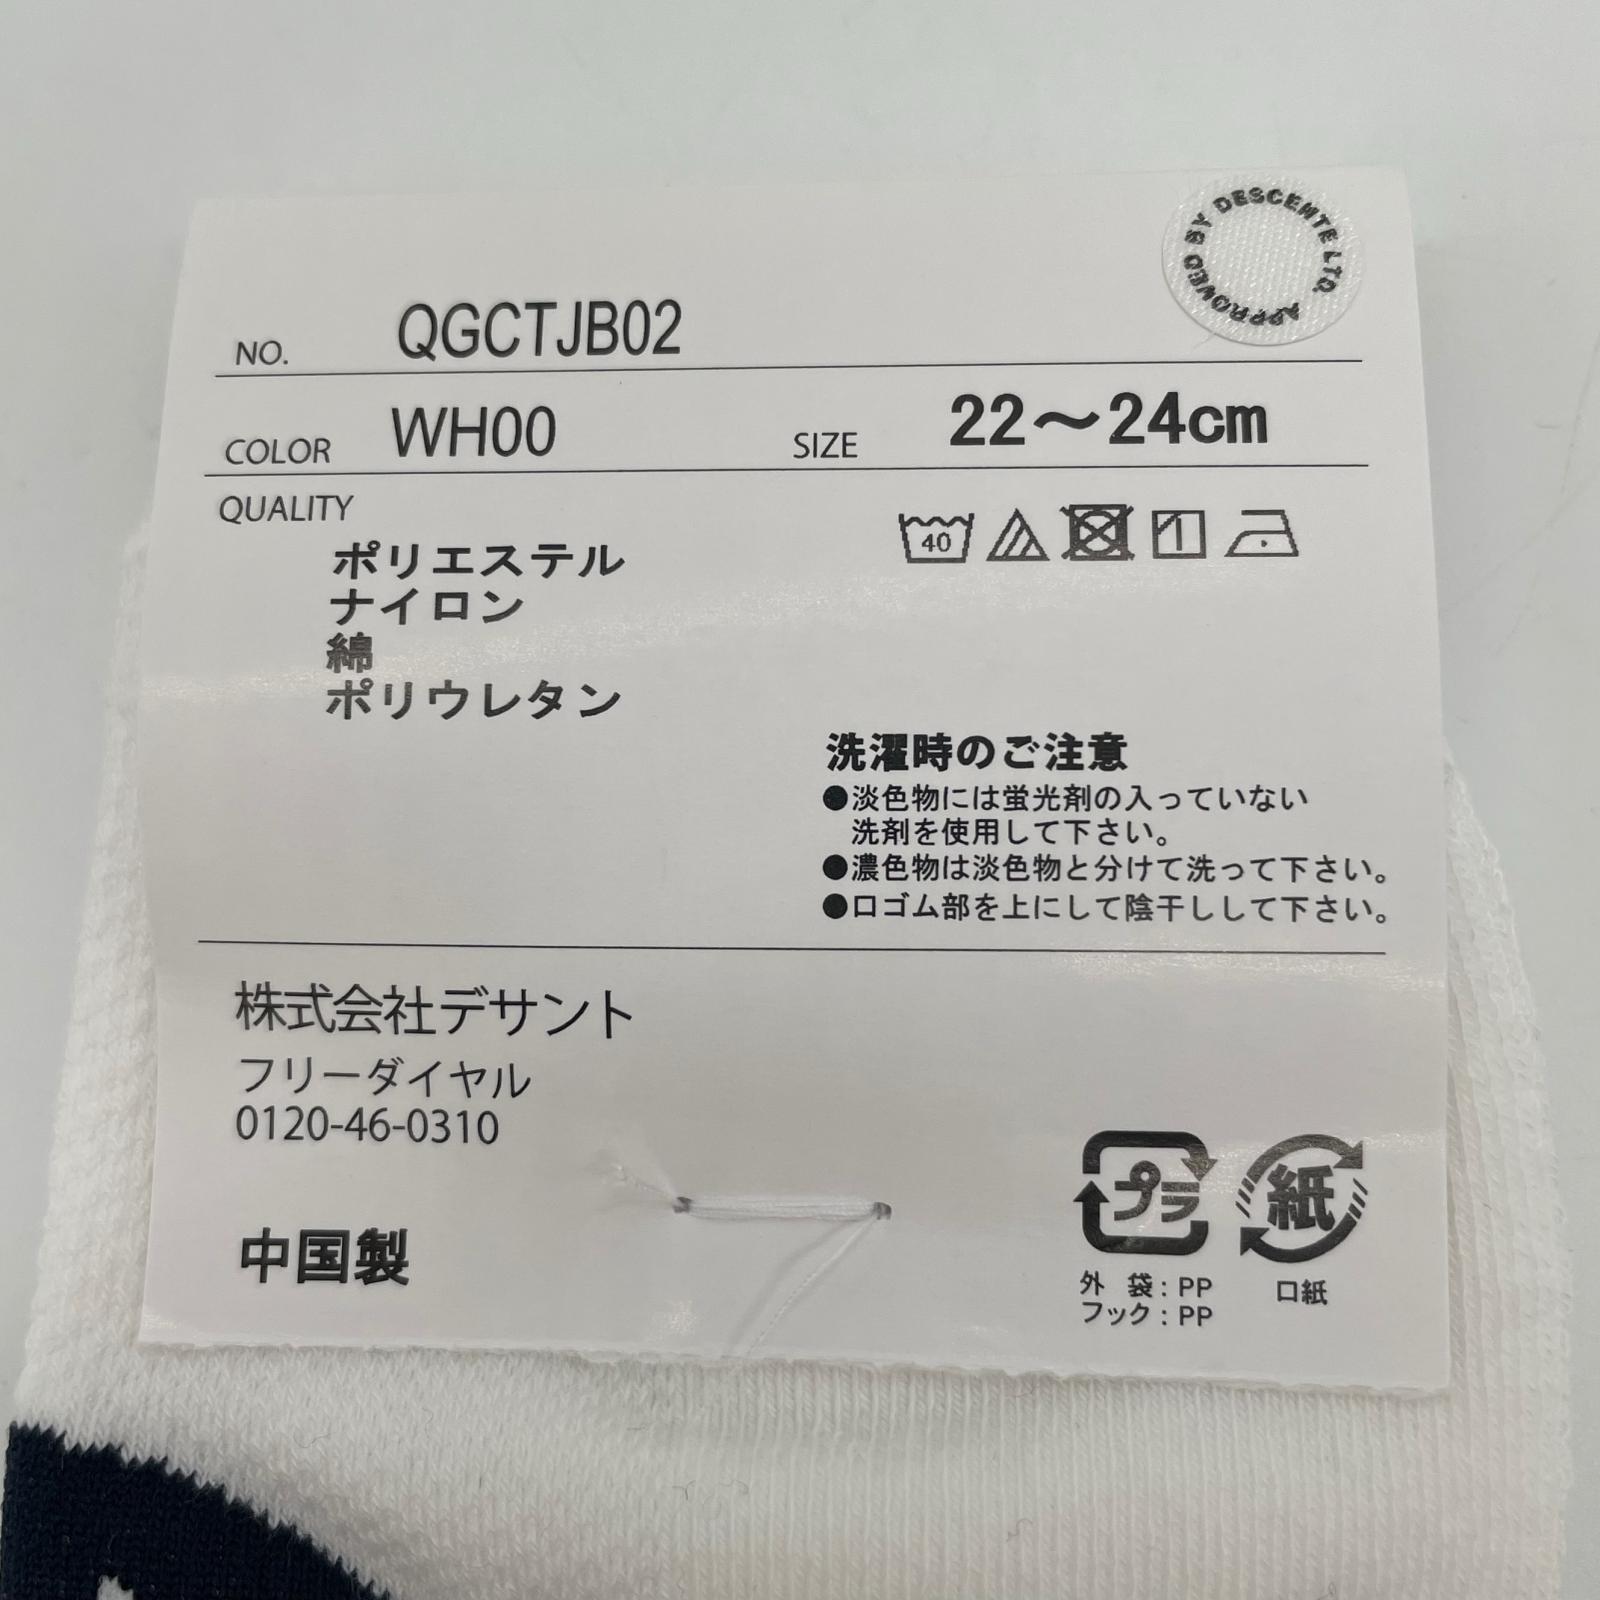 APPROVED BY DESCENTE LTD.
NO. QGCTJB02
COLOR WH00 SIZE 22～24cm
QUALITY
40
ポリエステル
ナイロン
綿
ポリウレタン
洗濯時のご注意
●淡色物には蛍光剤の入っていない
洗剤を使用して下さい。
●濃色物は淡色物と分けて洗って下さい。
●口ゴム部を上にして陰干しして下さい。
株式会社デサント
フリーダイヤル
0120-46-0310
中国製
プラ 紙
外 袋：PP 口紙
フック：PP